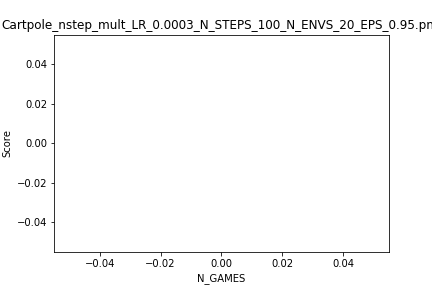 Cartpole_nstep_mult_LR_0.0003_N_STEPS_100_N_ENVS_20_EPS_0.95.pn
0.04
0.02
0.00
−0.02
−0.04
Score
−0.04 −0.02 0.00 0.02 0.04
N_GAMES